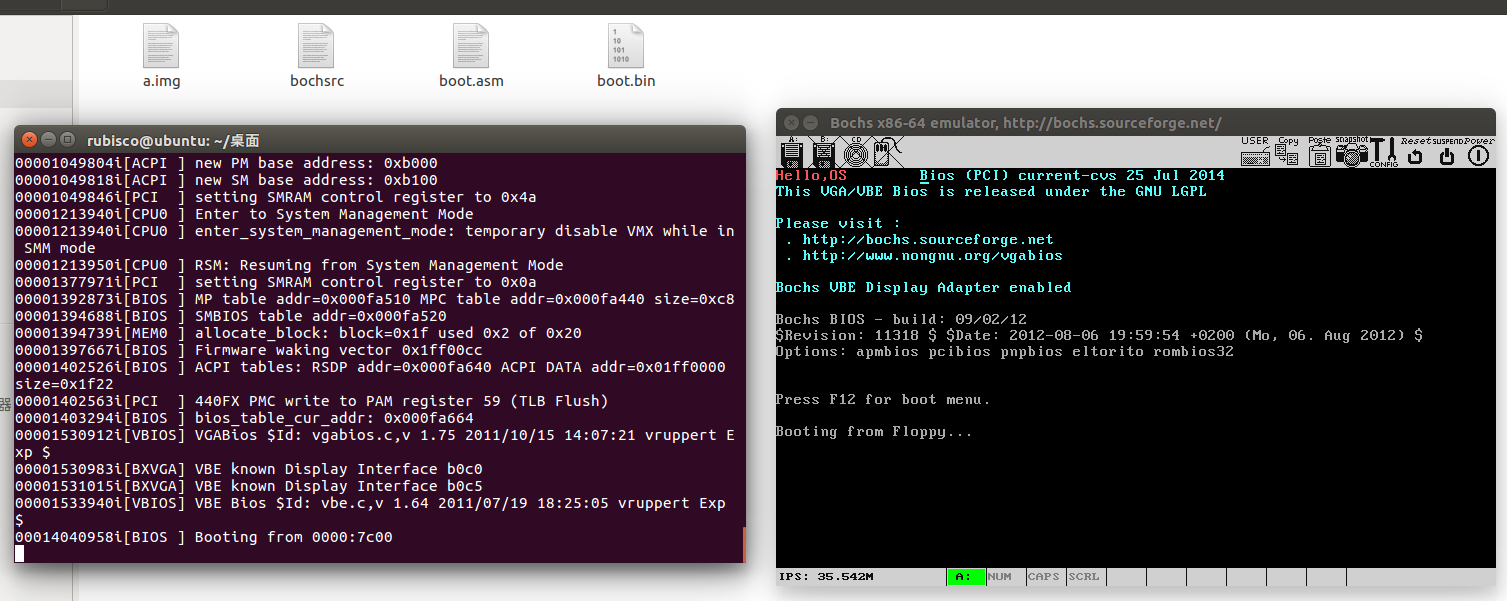 a.img
bochsrc
boot.asm
boot.bin
rubisco@ubuntu: ~/桌面
00001049804i[ACPI ] new PM base address: 0xb000
00001049818i[ACPI ] new SM base address: 0xb100
00001049846i[PCI  ] setting SMRAM control register to 0x4a
00001213940i[CPU0 ] Enter to System Management Mode
00001213940i[CPU0 ] enter_system_management_mode: temporary disable VMX while in
 SMM mode
00001213950i[CPU0 ] RSM: Resuming from System Management Mode
00001377971i[PCI  ] setting SMRAM control register to 0x0a
00001392873i[BIOS ] MP table addr=0x000fa510 MPC table addr=0x000fa440 size=0xc8
00001394688i[BIOS ] SMBIOS table addr=0x000fa520
00001394739i[MEM0 ] allocate_block: block=0x1f used 0x2 of 0x20
00001397667i[BIOS ] Firmware waking vector 0x1ff00cc
00001402526i[BIOS ] ACPI tables: RSDP addr=0x000fa640 ACPI DATA addr=0x01ff0000
size=0x1f22
00001402563i[PCI  ] 440FX PMC write to PAM register 59 (TLB Flush)
00001403294i[BIOS ] bios_table_cur_addr: 0x000fa664
00001530912i[VBIOS] VGABios $Id: vgabios.c,v 1.75 2011/10/15 14:07:21 vruppert E
xp $
00001530983i[BXVGA] VBE known Display Interface b0c0
00001531015i[BXVGA] VBE known Display Interface b0c5
00001533940i[VBIOS] VBE Bios $Id: vbe.c,v 1.64 2011/07/19 18:25:05 vruppert Exp
$
00014040958i[BIOS ] Booting from 0000:7c00
器
Bochs x86-64 emulator, http://bochs.sourceforge.net/
A: B: CD USER Copy Paste snapshot CONFIG Reset SUSPEND Power
Hello,OS Bios (PCI) current-cvs 25 Jul 2014
This VGA/VBE Bios is released under the GNU LGPL
Please visit :
 . http://bochs.sourceforge.net
 . http://www.nongnu.org/vgabios
Bochs VBE Display Adapter enabled
Bochs BIOS - build: 09/02/12
$Revision: 11318 $ $Date: 2012-08-06 19:59:54 +0200 (Mo, 06. Aug 2012) $
Options: apmbios pcibios pnpbios eltorito rombios32
Press F12 for boot menu.
Booting from Floppy...
IPS: 35.542M A: NUM CAPS SCRL